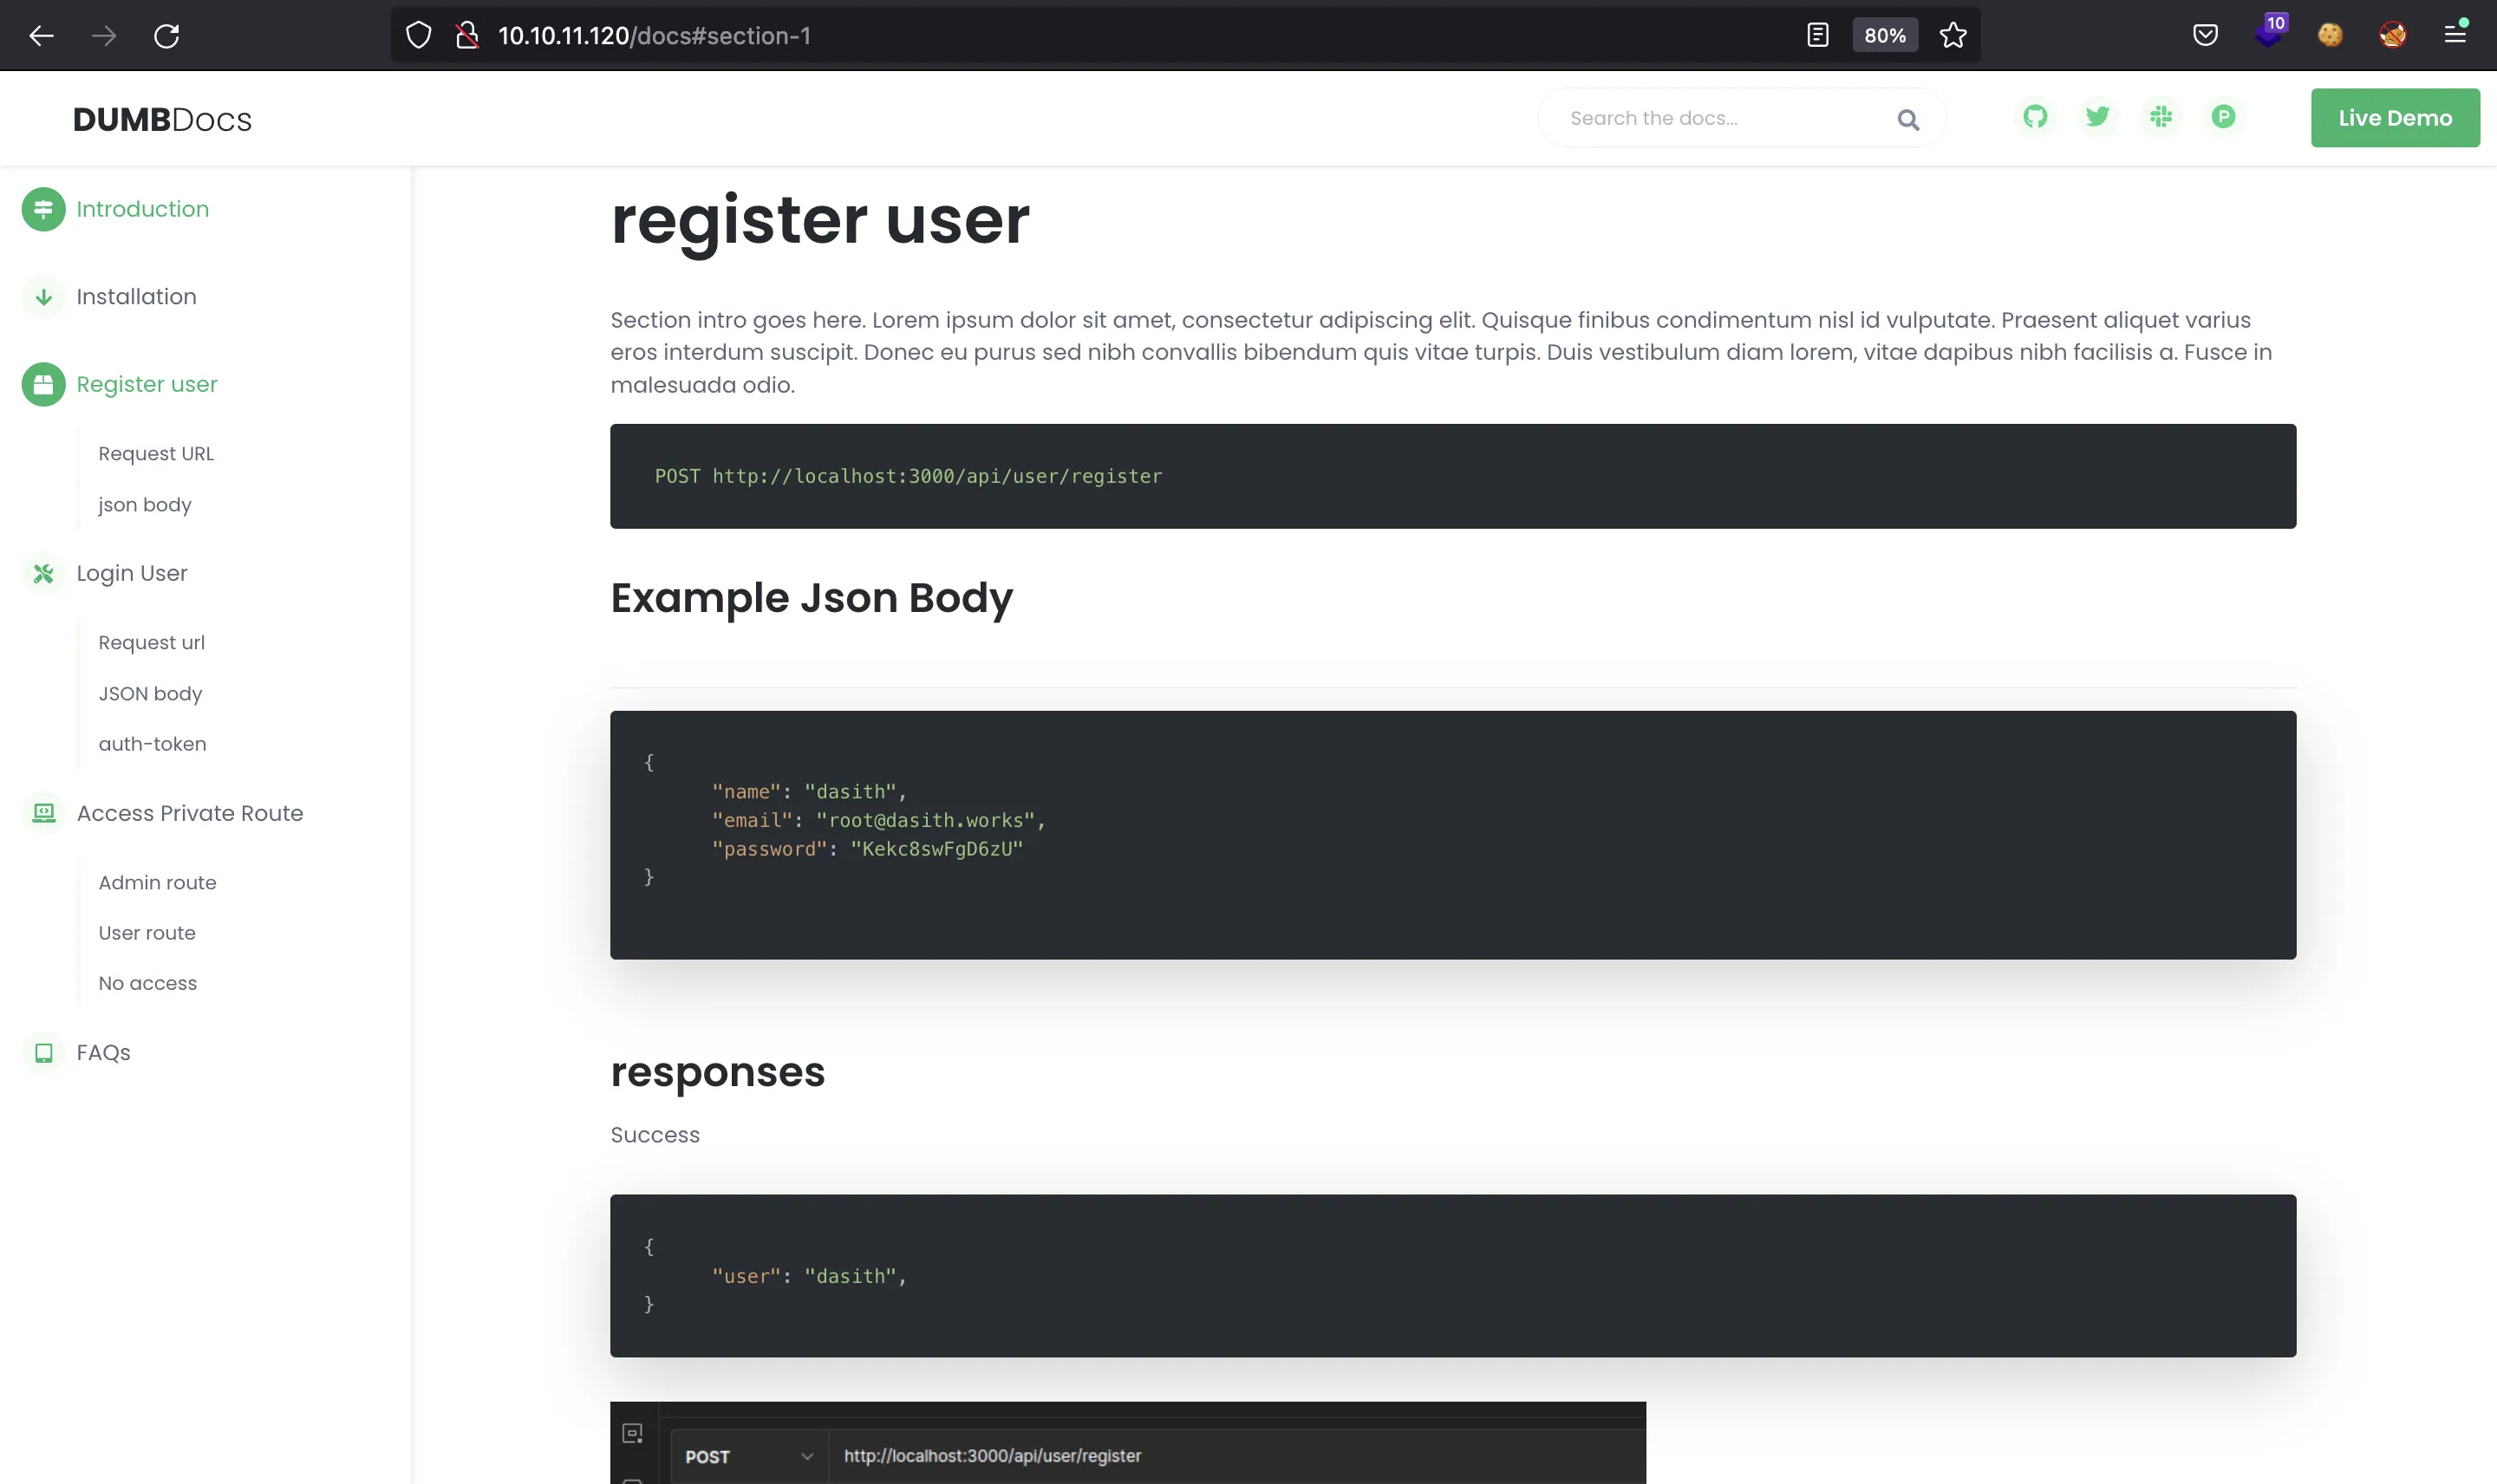 10.10.11.120/docs#section-1
80%
10
DUMBDocs
Search the docs...
Live Demo
Introduction
Installation
Register user
Request URL
json body
Login User
Request url
JSON body
auth-token
Access Private Route
Admin route
User route
No access
FAQs
register user
Section intro goes here. Lorem ipsum dolor sit amet, consectetur adipiscing elit. Quisque finibus condimentum nisl id vulputate. Praesent aliquet varius
eros interdum suscipit. Donec eu purus sed nibh convallis bibendum quis vitae turpis. Duis vestibulum diam lorem, vitae dapibus nibh facilisis a. Fusce in
malesuada odio.
POST http://localhost:3000/api/user/register
Example Json Body
{
"name": "dasith",
"email": "root@dasith.works",
"password": "Kekc8swFgD6zU"
}
responses
Success
{
"user": "dasith",
}
POST http://localhost:3000/api/user/register